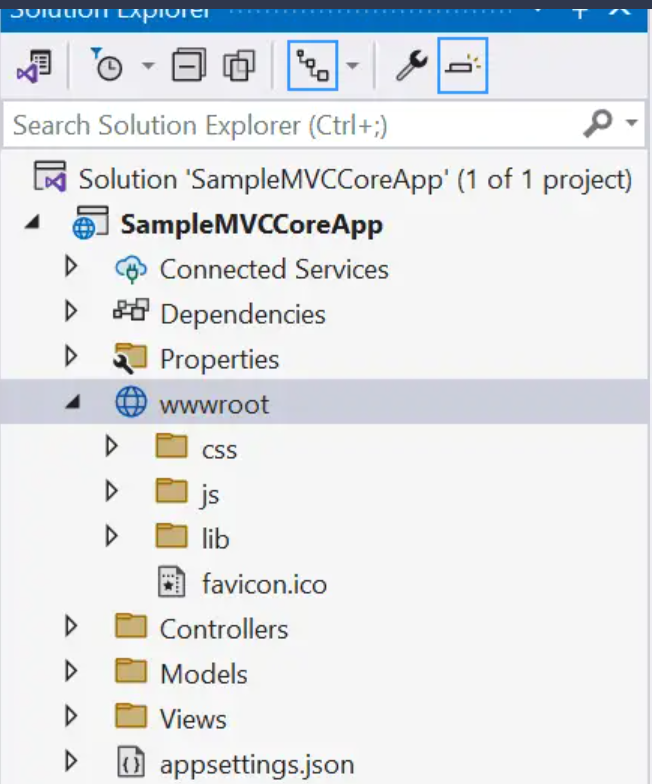 Solution Explorer
Search Solution Explorer (Ctrl+;)
Solution 'SampleMVCCoreApp' (1 of 1 project)
SampleMVCCoreApp
Connected Services
Dependencies
Properties
wwwroot
css
js
lib
favicon.ico
Controllers
Models
Views
appsettings.json